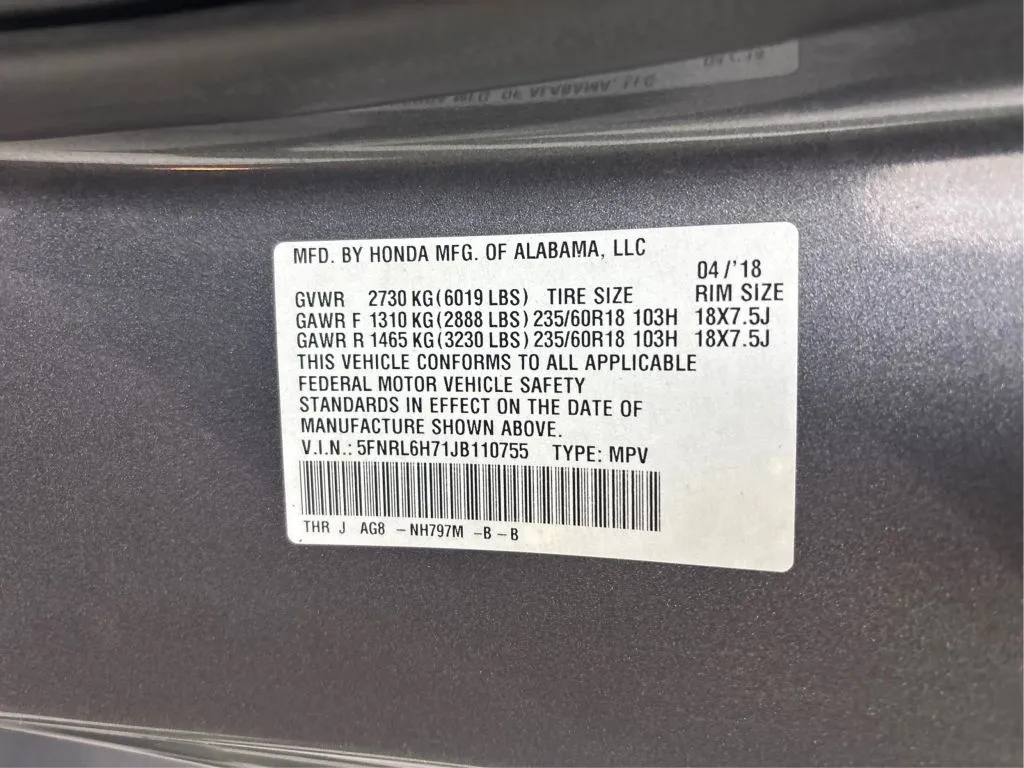 MFD. BY HONDA MFG. OF ALABAMA, LLC
04/'18
GVWR 2730 KG(6019 LBS) TIRE SIZE RIM SIZE
GAWR F 1310 KG(2888 LBS) 235/60R18 103H 18X7.5J
GAWR R 1465 KG(3230 LBS) 235/60R18 103H 18X7.5J
THIS VEHICLE CONFORMS TO ALL APPLICABLE
FEDERAL MOTOR VEHICLE SAFETY
STANDARDS IN EFFECT ON THE DATE OF
MANUFACTURE SHOWN ABOVE.
V.I.N.: 5FNRL6H71JB110755 TYPE: MPV
THR J AG8 -NH797M -B-B